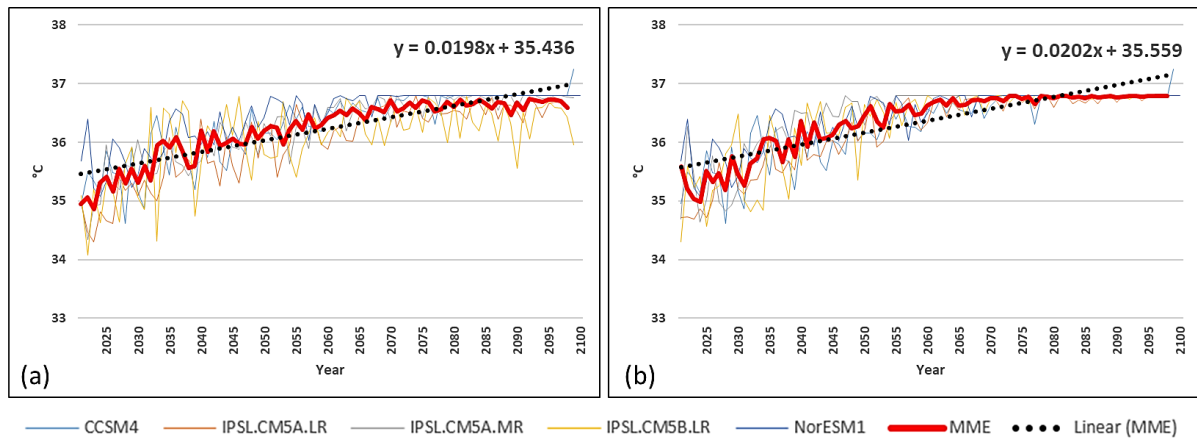 38
37
36
35
34
33
°C
y = 0.0198x + 35.436
2025 2030 2035 2040 2045 2050 2055 2060 2065 2070 2075 2080 2085 2090 2095 2100
Year
(a)
38
37
36
35
34
33
°C
y = 0.0202x + 35.559
2025 2030 2035 2040 2045 2050 2055 2060 2065 2070 2075 2080 2085 2090 2095 2100
Year
(b)
CCSM4 IPSL.CM5A.LR IPSL.CM5A.MR IPSL.CM5B.LR NorESM1 MME Linear (MME)